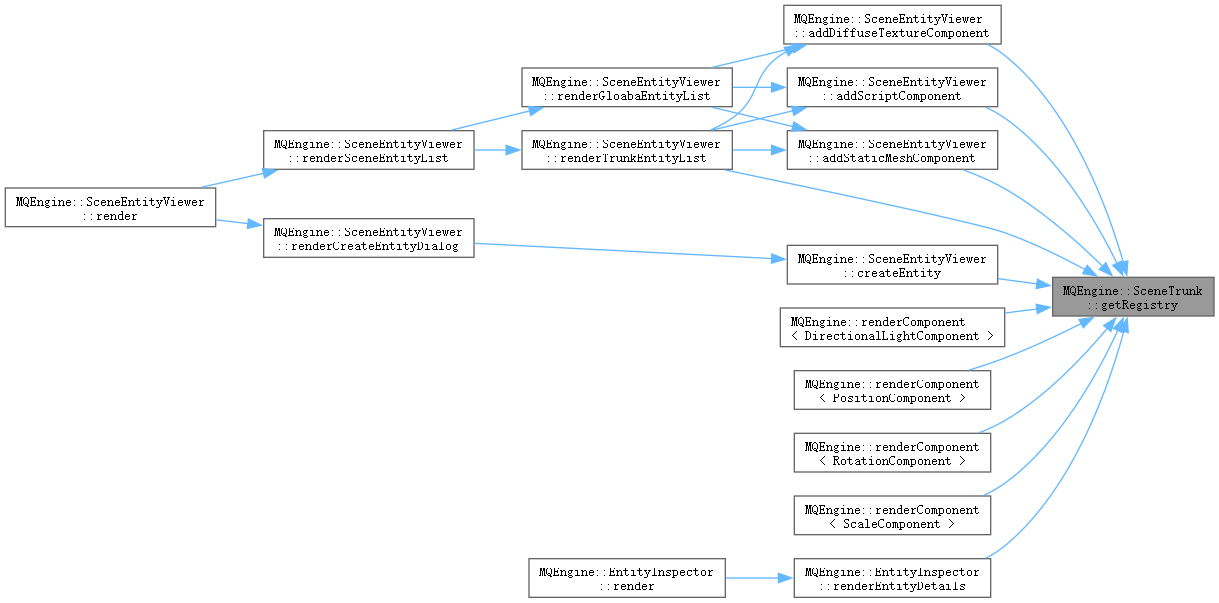 MQEngine::SceneEntityViewer
::addDiffuseTextureComponent
MQEngine::SceneEntityViewer
::renderGloabaEntityList
MQEngine::SceneEntityViewer
::addScriptComponent
MQEngine::SceneEntityViewer
::renderSceneEntityList
MQEngine::SceneEntityViewer
::renderTrunkEntityList
MQEngine::SceneEntityViewer
::addStaticMeshComponent
MQEngine::SceneEntityViewer
::render
MQEngine::SceneEntityViewer
::renderCreateEntityDialog
MQEngine::SceneEntityViewer
::createEntity
MQEngine::SceneTrunk
::getRegistry
MQEngine::renderComponent
< DirectionalLightComponent >
MQEngine::renderComponent
< PositionComponent >
MQEngine::renderComponent
< RotationComponent >
MQEngine::renderComponent
< ScaleComponent >
MQEngine::EntityInspector
::render
MQEngine::EntityInspector
::renderEntityDetails